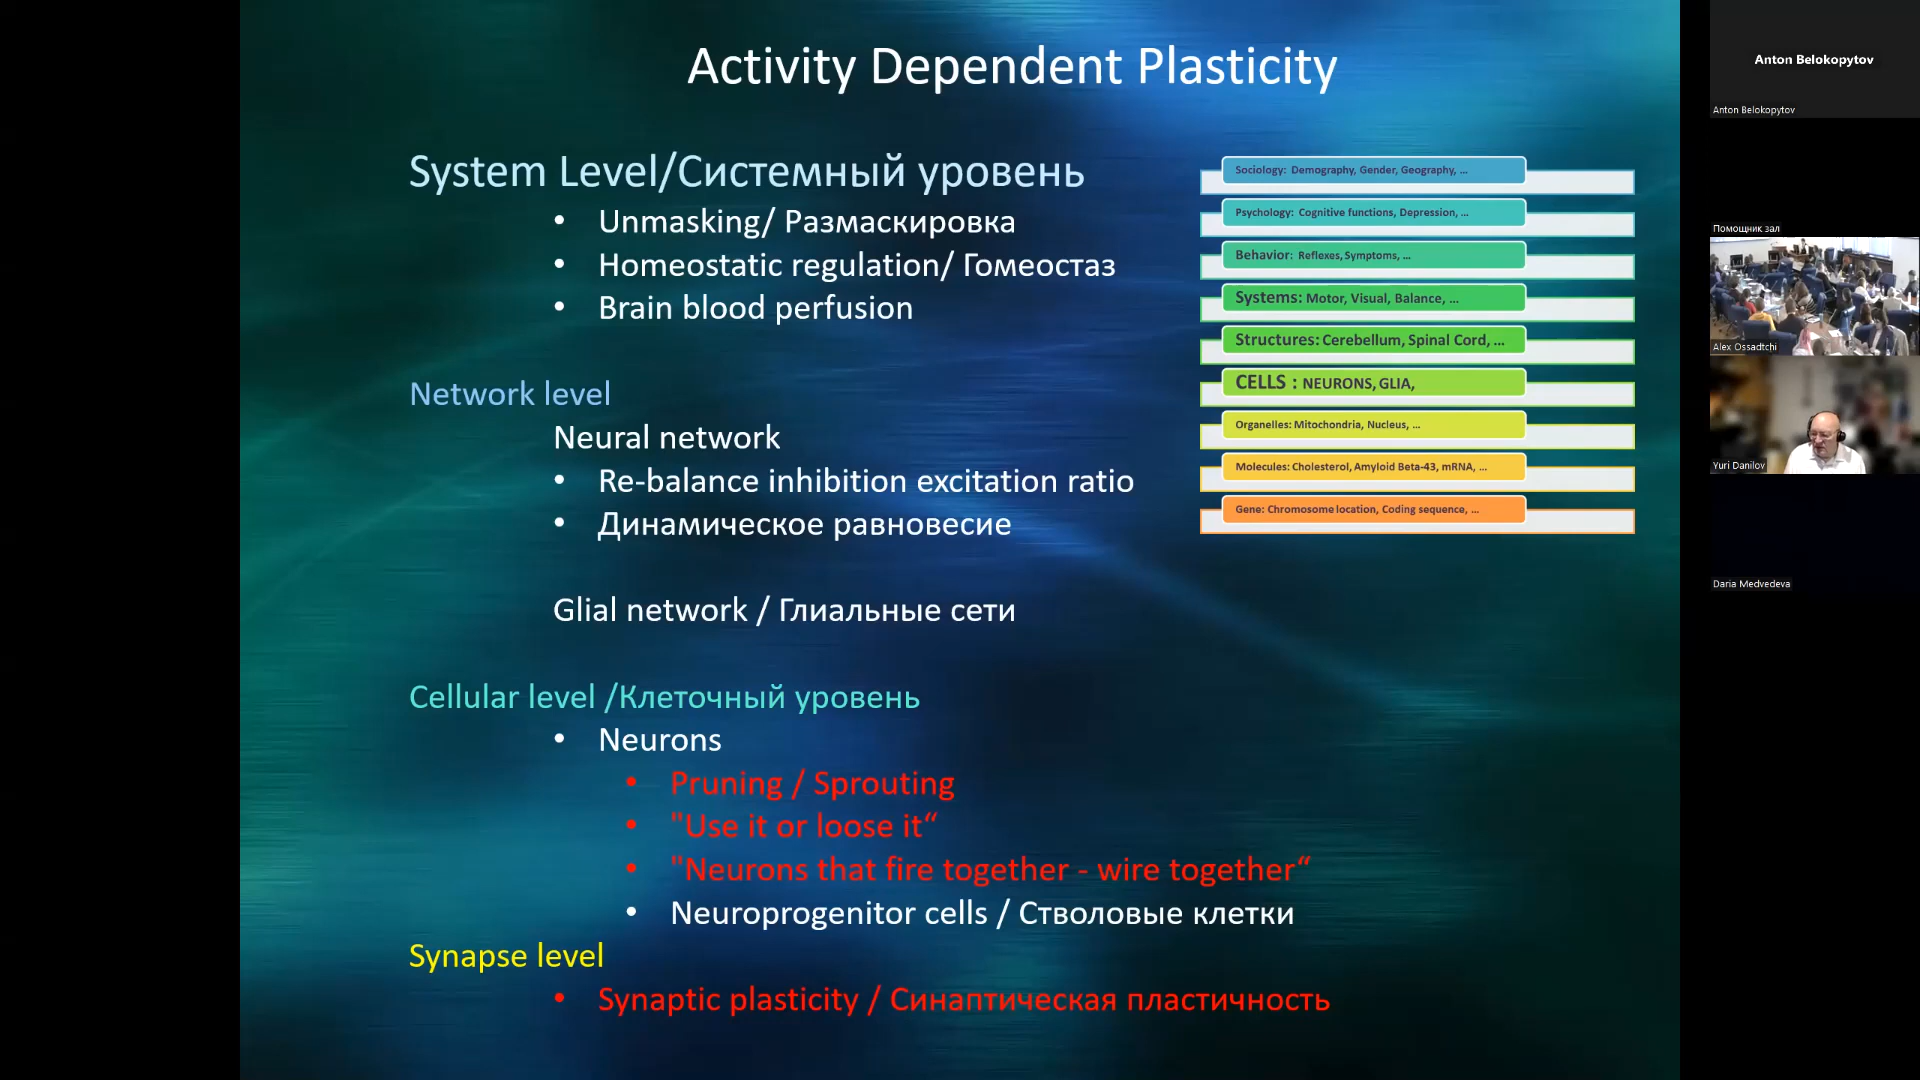 Activity Dependent Plasticity
System Level/Системный уровень
• Unmasking/ Размаскировка
• Homeostatic regulation/ Гомеостаз
• Brain blood perfusion
Network level
Neural network
• Re-balance inhibition excitation ratio
• Динамическое равновесие
Glial network / Глиальные сети
Cellular level /Клеточный уровень
• Neurons
• Pruning / Sprouting
• "Use it or loose it“
• "Neurons that fire together - wire together“
• Neuroprogenitor cells / Стволовые клетки
Synapse level
• Synaptic plasticity / Синаптическая пластичность
Sociology: Demography, Gender, Geography, ...
Psychology: Cognitive functions, Depression, ...
Behavior: Reflexes, Symptoms, ...
Systems: Motor, Visual, Balance, ...
Structures: Cerebellum, Spinal Cord, ...
CELLS : NEURONS, GLIA,
Organelles: Mitochondria, Nucleus, ...
Molecules: Cholesterol, Amyloid Beta-43, mRNA, ...
Gene: Chromosome location, Coding sequence, ...
Anton Belokopytov
Anton Belokopytov
Помощник зал
Alex Ossadtchi
Yuri Danilov
Daria Medvedeva